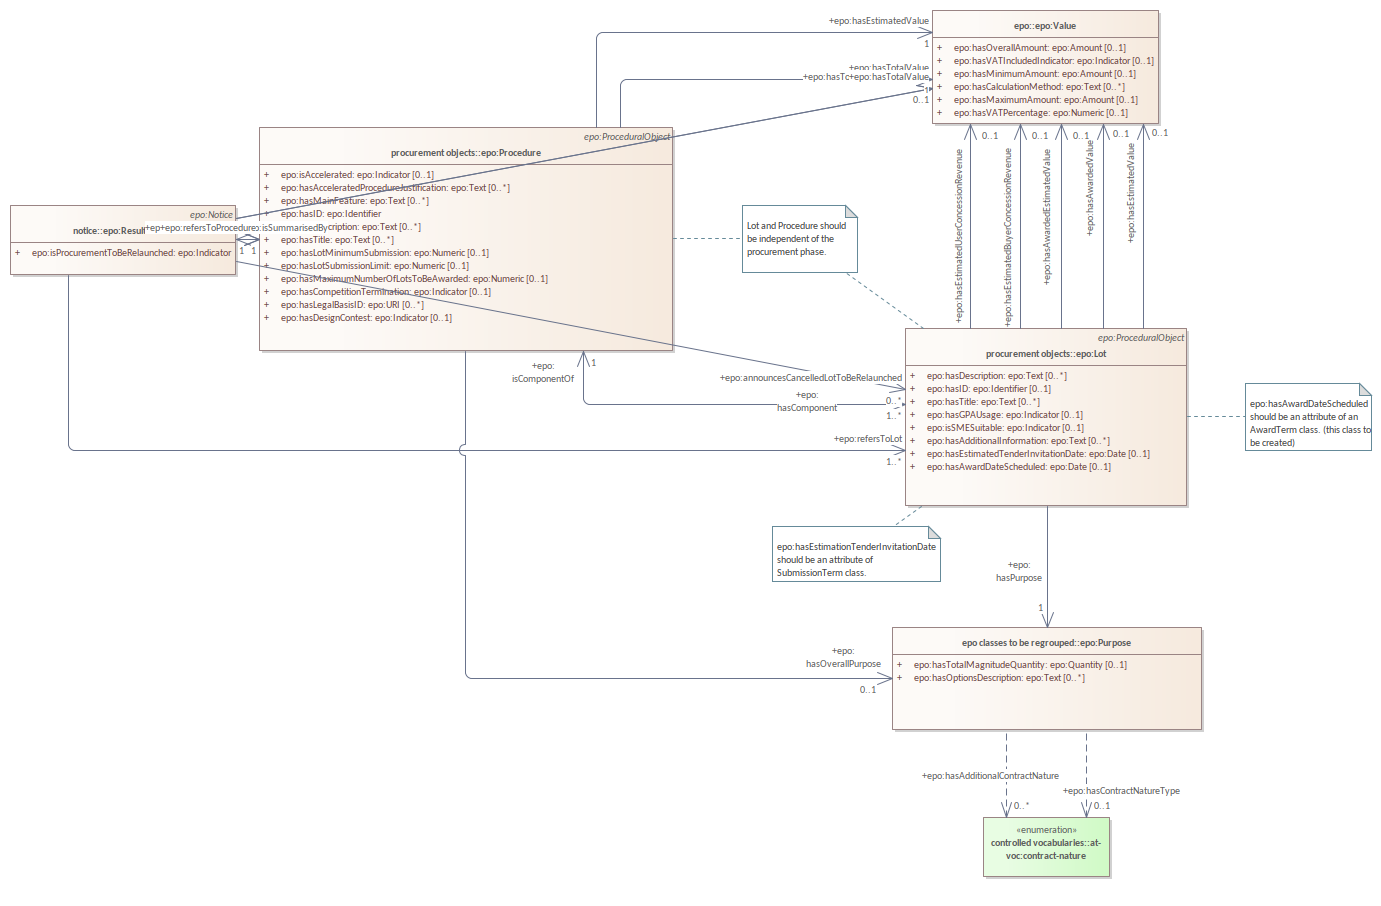 +epo:hasEstimatedValue
1
epo::epo:Value
+ epo:hasOverallAmount: epo:Amount [0..1]
+ epo:hasVATIncludedIndicator: epo:Indicator [0..1]
+ epo:hasMinimumAmount: epo:Amount [0..1]
+ epo:hasCalculationMethod: epo:Text [0..*]
+ epo:hasMaximumAmount: epo:Amount [0..1]
+ epo:hasVATPercentage: epo:Numeric [0..1]
+epo:hasTotalValue
+epo:hasTc+epo:hasTotalValue
1
0..1
epo:ProceduralObject
procurement objects::epo:Procedure
+ epo:isAccelerated: epo:Indicator [0..1]
+ epo:hasAcceleratedProcedureJustification: epo:Text [0..*]
+ epo:hasMainFeature: epo:Text [0..*]
+ epo:hasID: epo:Identifier
cription: epo:Text [0..*]
+ epo:hasTitle: epo:Text [0..*]
+ epo:hasLotMinimumSubmission: epo:Numeric [0..1]
+ epo:hasLotSubmissionLimit: epo:Numeric [0..1]
+ epo:hasMaximumNumberOfLotsToBeAwarded: epo:Numeric [0..1]
+ epo:hasCompetitionTermination: epo:Indicator [0..1]
+ epo:hasLegalBasisID: epo:URI [0..*]
+ epo:hasDesignContest: epo:Indicator [0..1]
epo:Notice
notice::epo:Resul
+ep+epo:refersToProcedure:isSummarisedBy
+ epo:isProcurementToBeRelaunched: epo:Indicator
1 1
Lot and Procedure should
be independent of the
procurement phase.
0..1
0..1
0..1
0..1
0..1
+epo:hasEstimatedUserConcessionRevenue
+epo:hasEstimatedBuyerConcessionRevenue
+epo:hasAwardedEstimatedValue
+epo:hasAwardedValue
+epo:hasEstimatedValue
epo:ProceduralObject
procurement objects::epo:Lot
+ epo:hasDescription: epo:Text [0..*]
+ epo:hasID: epo:Identifier [0..1]
+ epo:hasTitle: epo:Text [0..*]
+ epo:hasGPAUsage: epo:Indicator [0..1]
+ epo:isSMESuitable: epo:Indicator [0..1]
+ epo:hasAdditionalInformation: epo:Text [0..*]
+ epo:hasEstimatedTenderInvitationDate: epo:Date [0..1]
+ epo:hasAwardDateScheduled: epo:Date [0..1]
+epo:
isComponentOf
1
+epo:announcesCancelledLotToBeRelaunched
0..*
+epo:
hasComponent
1..*
+epo:refersToLot
1..*
epo:hasAwardDateScheduled
should be an attribute of an
AwardTerm class. (this class to
be created)
epo:hasEstimationTenderInvitationDate
should be an attribute of
SubmissionTerm class.
+epo:
hasPurpose
1
+epo:
hasOverallPurpose
0..1
epo classes to be regrouped::epo:Purpose
+ epo:hasTotalMagnitudeQuantity: epo:Quantity [0..1]
+ epo:hasOptionsDescription: epo:Text [0..*]
+epo:hasAdditionalContractNature
0..*
+epo:hasContractNatureType
0..1
«enumeration»
controlled vocabularies::at-
voc:contract-nature